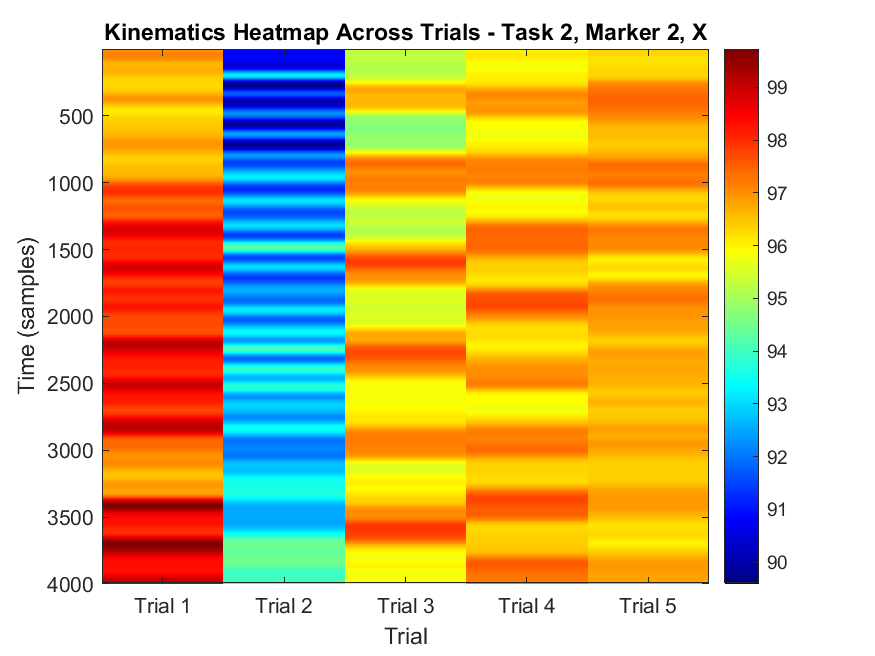 Kinematics Heatmap Across Trials - Task 2, Marker 2, X
500
1000
1500
2000
2500
3000
3500
4000
Time (samples)
Trial 1
Trial 2
Trial 3
Trial 4
Trial 5
Trial
99
98
97
96
95
94
93
92
91
90